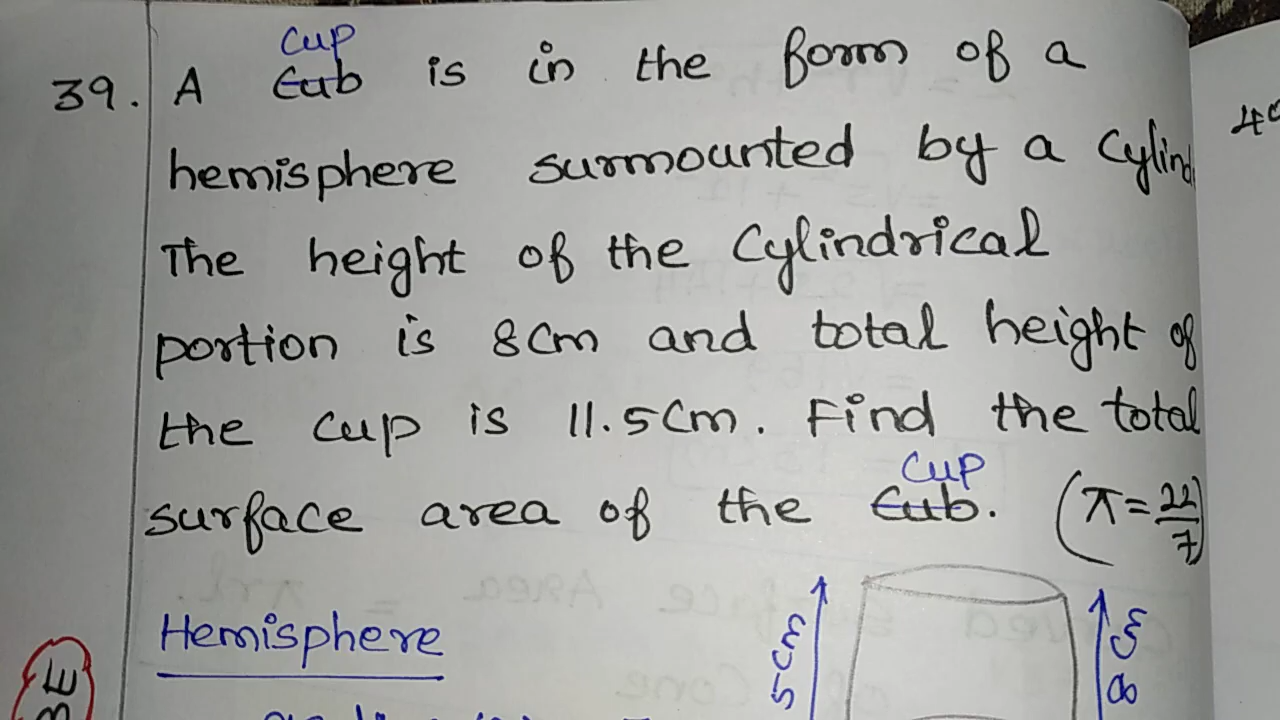 39. A Cub is in the form of a
cup
hemisphere surmounted by a Cylind
The height of the Cylindrical
portion is 8cm and total height of
the cup is 11.5cm. Find the total
cup
surface area of the Cub. (π=22/7)
Hemisphere
5cm
8